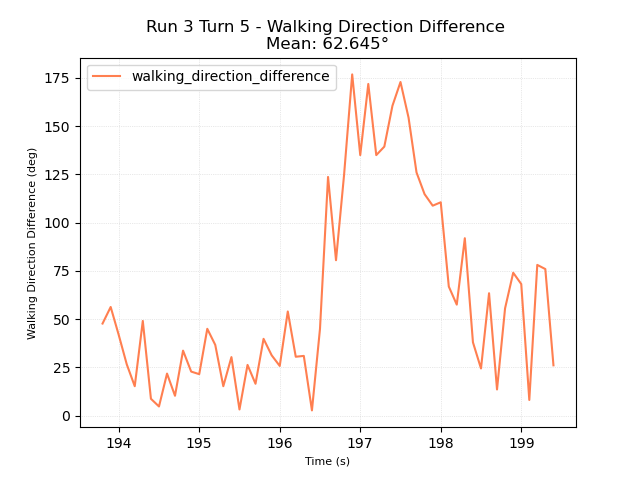 Run 3 Turn 5 - Walking Direction Difference
Mean: 62.645°
walking_direction_difference
Walking Direction Difference (deg)
175
150
125
100
75
50
25
0
194
195
196
197
198
199
Time (s)